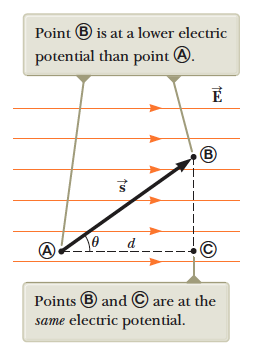 Point Ⓑ is at a lower electric
potential than point Ⓐ.
E⃗
Ⓑ
s⃗
θ
d
Ⓐ
Ⓒ
Points Ⓑ and Ⓒ are at the
same electric potential.